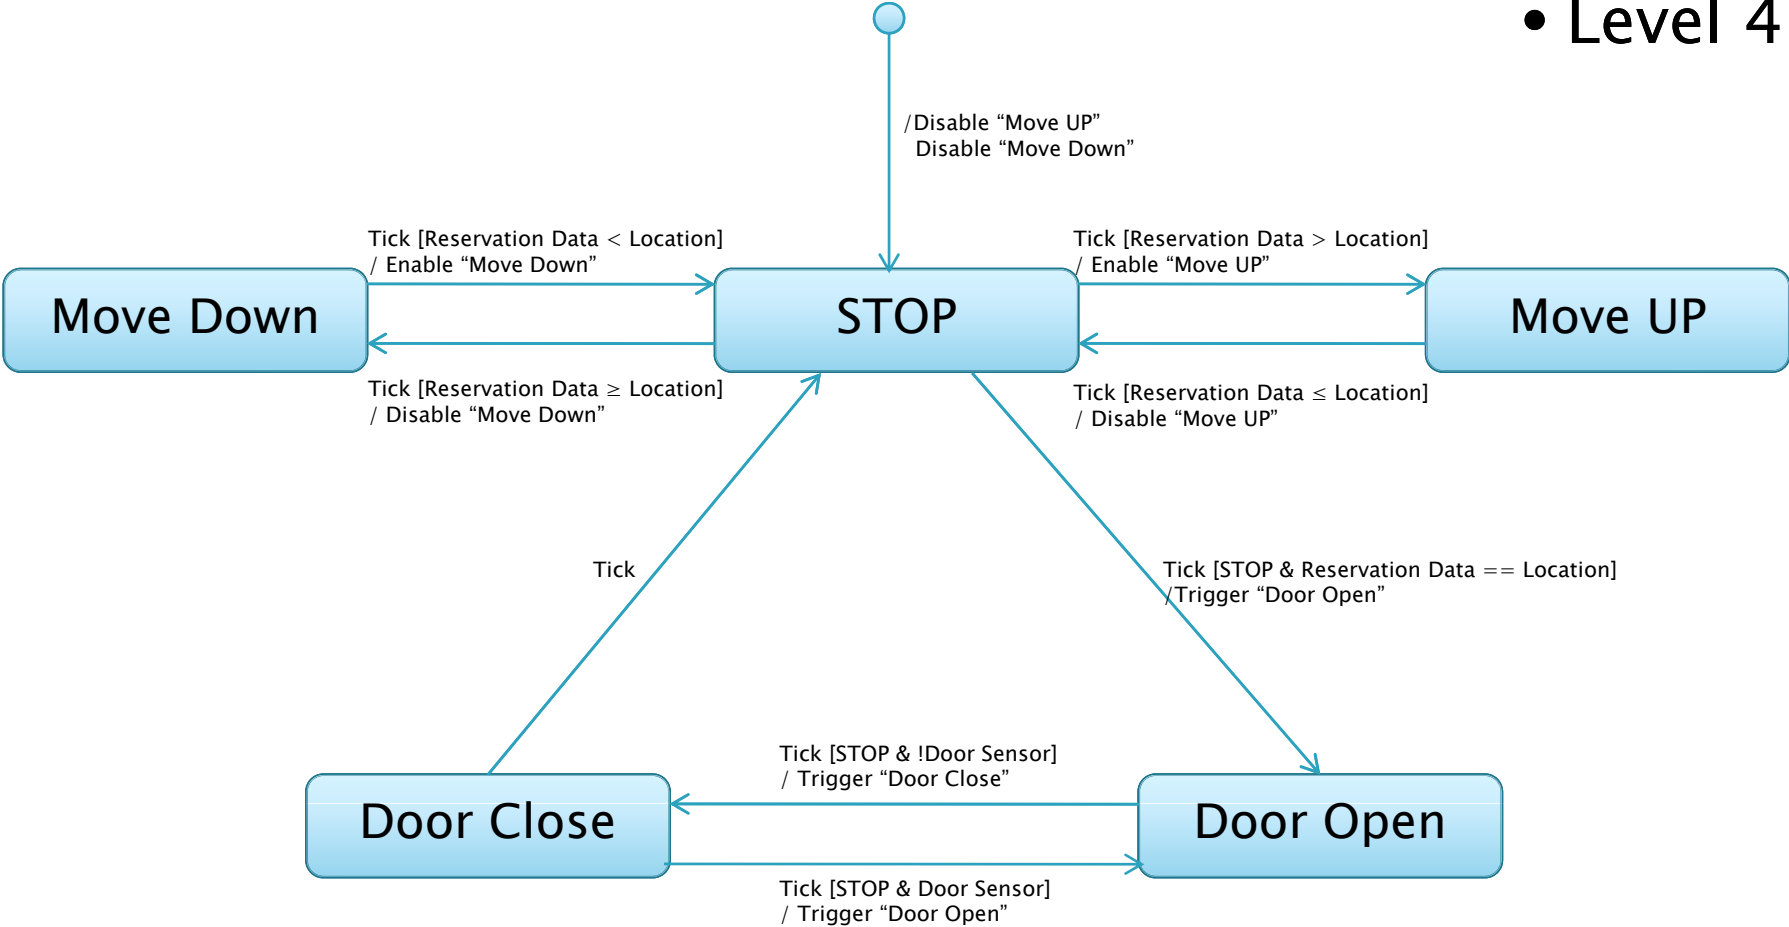 • Level 4
/Disable “Move UP”
Disable “Move Down”
Tick [Reservation Data < Location]
/ Enable “Move Down”
Tick [Reservation Data > Location]
/ Enable “Move UP”
Move Down
STOP
Move UP
Tick [Reservation Data ≥ Location]
/ Disable “Move Down”
Tick [Reservation Data ≤ Location]
/ Disable “Move UP”
Tick
Tick [STOP & Reservation Data == Location]
/Trigger “Door Open”
Tick [STOP & !Door Sensor]
/ Trigger “Door Close”
Door Close
Door Open
Tick [STOP & Door Sensor]
/ Trigger “Door Open”